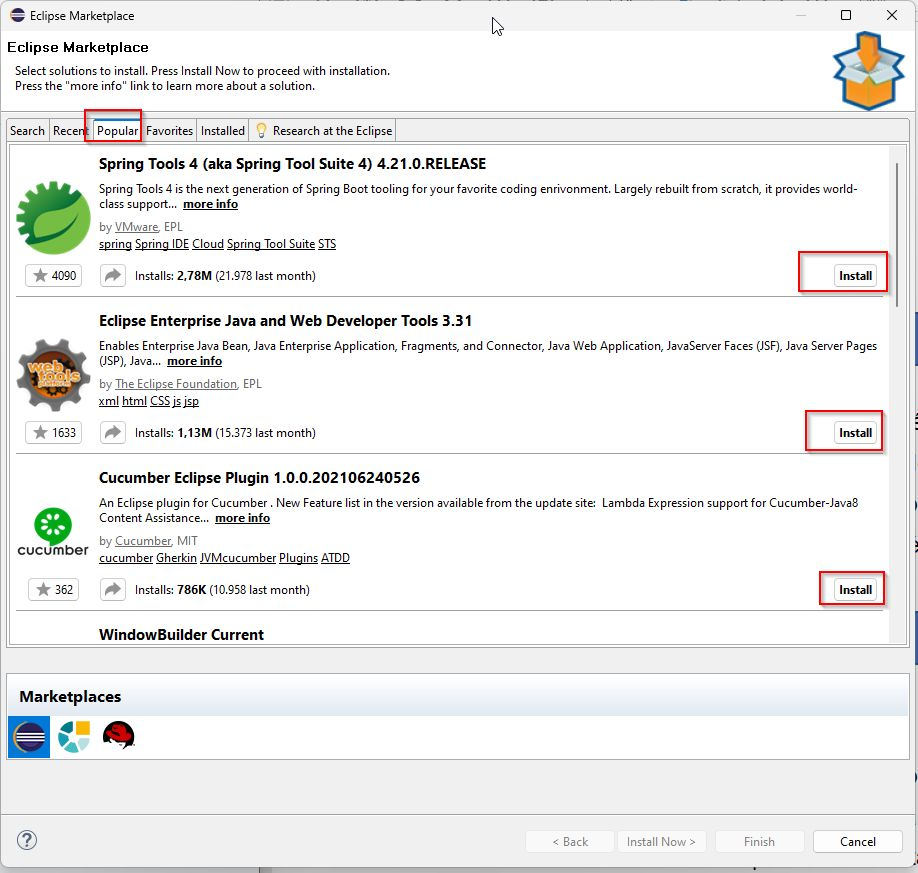 Eclipse Marketplace
Eclipse Marketplace
Select solutions to install. Press Install Now to proceed with installation.
Press the "more info" link to learn more about a solution.
Search Recent Popular Favorites Installed Research at the Eclipse
Spring Tools 4 (aka Spring Tool Suite 4) 4.21.0.RELEASE
Spring Tools 4 is the next generation of Spring Boot tooling for your favorite coding enrivonment. Largely rebuilt from scratch, it provides world-
class support... more info
by VMware, EPL
spring Spring IDE Cloud Spring Tool Suite STS
4090 Installs: 2,78M (21.978 last month) Install
Eclipse Enterprise Java and Web Developer Tools 3.31
Enables Enterprise Java Bean, Java Enterprise Application, Fragments, and Connector, Java Web Application, JavaServer Faces (JSF), Java Server Pages
(JSP), Java... more info
web
tools
platform
by The Eclipse Foundation, EPL
xml html CSS js jsp
1633 Installs: 1,13M (15.373 last month) Install
Cucumber Eclipse Plugin 1.0.0.202106240526
An Eclipse plugin for Cucumber . New Feature list in the version available from the update site: Lambda Expression support for Cucumber-Java8
Content Assistance... more info
cucumber
by Cucumber, MIT
cucumber Gherkin JVMcucumber Plugins ATDD
362 Installs: 786K (10.958 last month) Install
WindowBuilder Current
Marketplaces
?
< Back Install Now > Finish Cancel